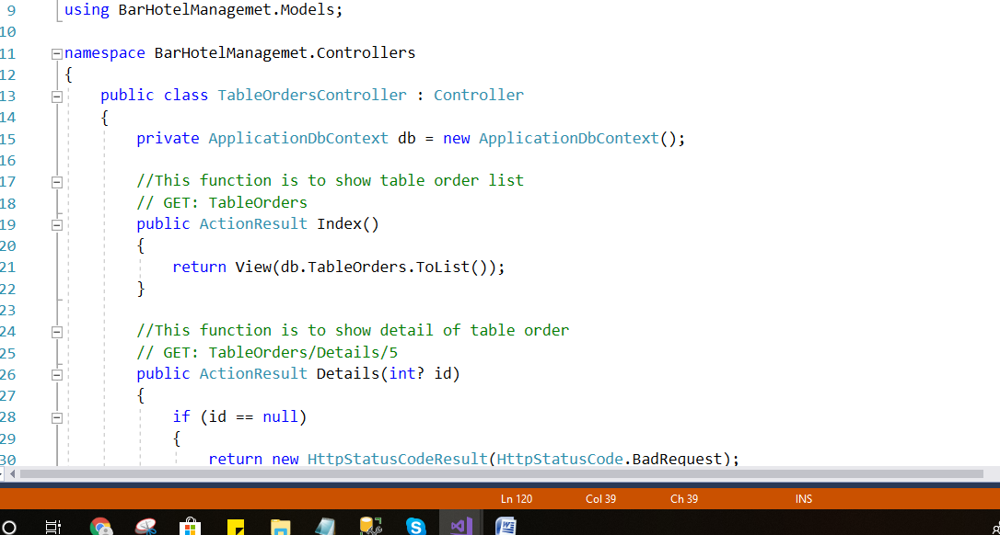 9 using BarHotelManagemet.Models;
10
11 namespace BarHotelManagemet.Controllers
12 {
13 public class TableOrdersController : Controller
14 {
15 private ApplicationDbContext db = new ApplicationDbContext();
16
17 //This function is to show table order list
18 // GET: TableOrders
19 public ActionResult Index()
20 {
21 return View(db.TableOrders.ToList());
22 }
23
24 //This function is to show detail of table order
25 // GET: TableOrders/Details/5
26 public ActionResult Details(int? id)
27 {
28 if (id == null)
29 {
30 return new HttpStatusCodeResult(HttpStatusCode.BadRequest);
Ln 120 Col 39 Ch 39 INS